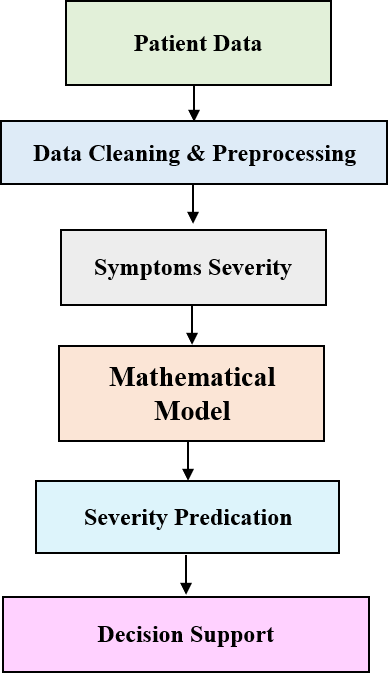 Patient Data
Data Cleaning & Preprocessing
Symptoms Severity
Mathematical
Model
Severity Predication
Decision Support